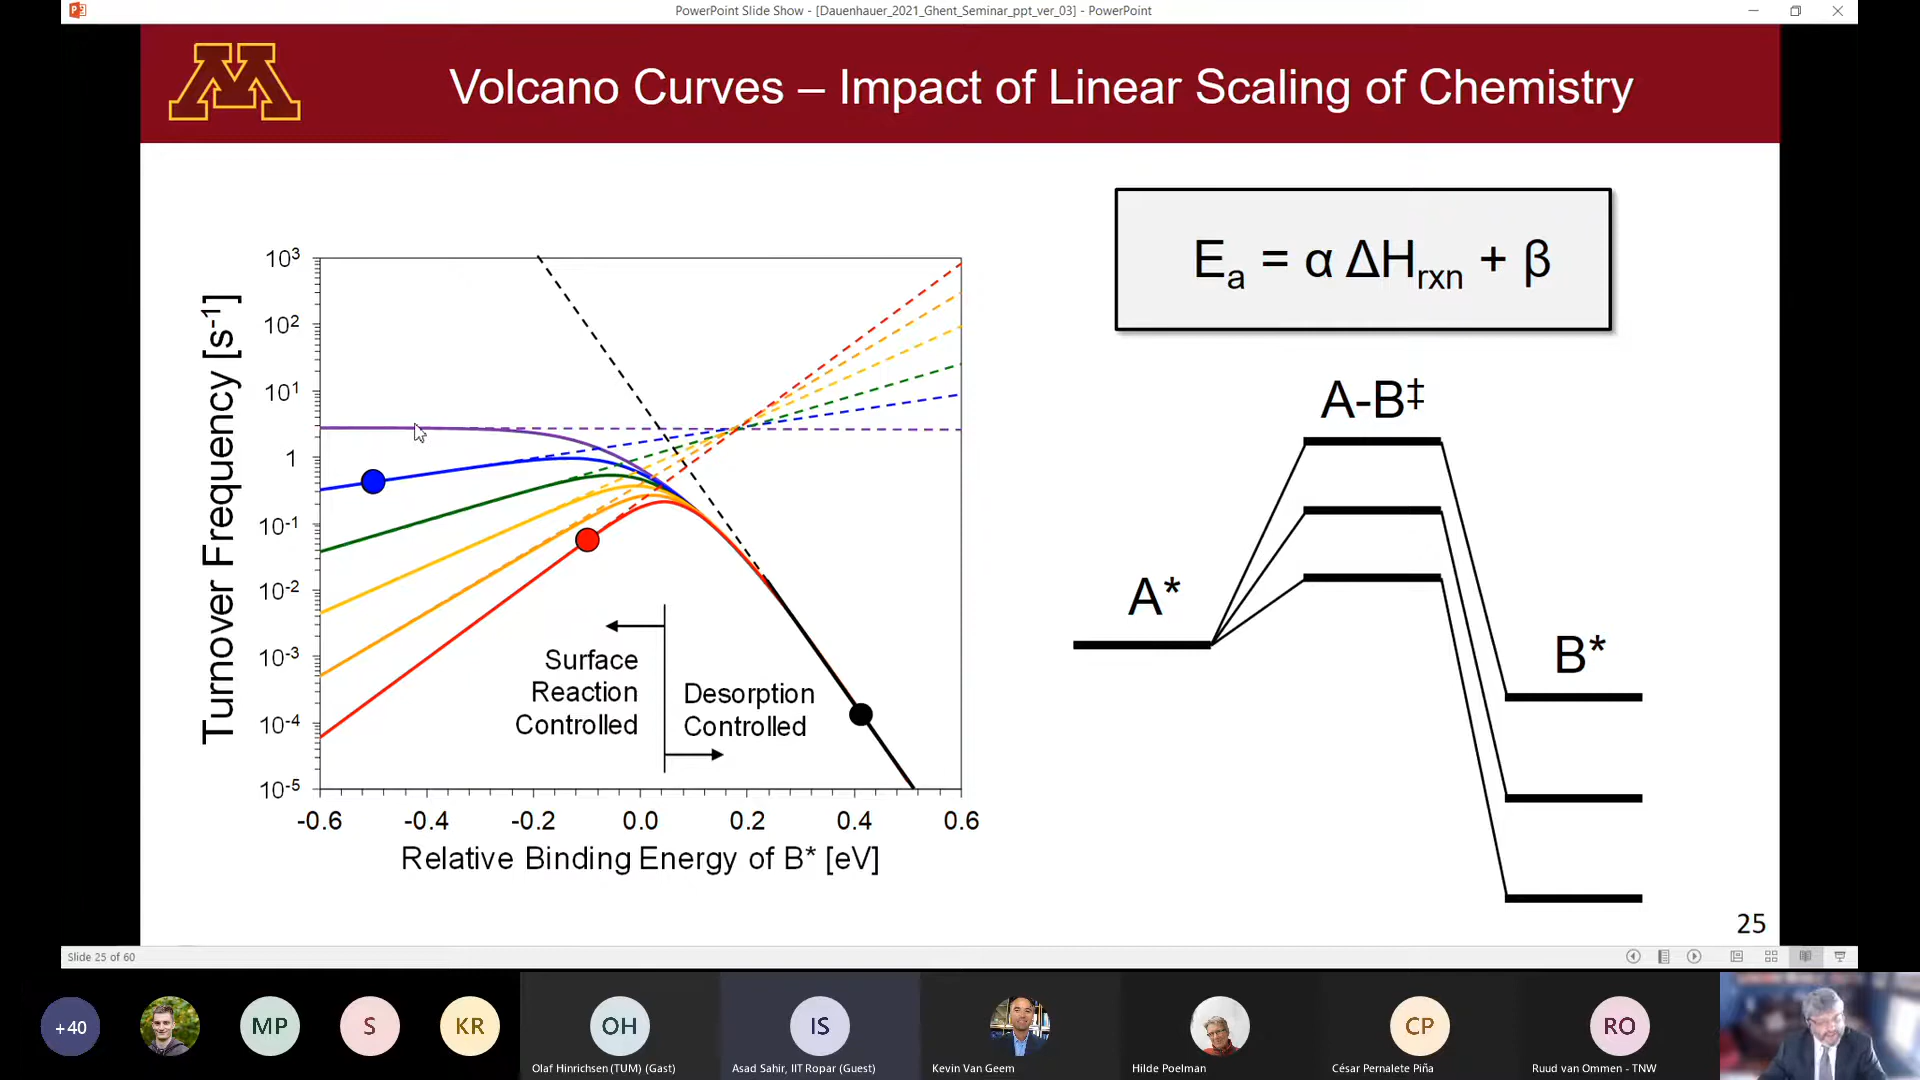 PowerPoint Slide Show - [Dauenhauer_2021_Ghent_Seminar_ppt_ver_03] - PowerPoint
Volcano Curves – Impact of Linear Scaling of Chemistry
M
Eₐ = α ΔHrxn + β
Turnover Frequency [s⁻¹]
10³
10²
10¹
1
10⁻¹
10⁻²
10⁻³
10⁻⁴
10⁻⁵
Surface
Reaction
Controlled
Desorption
Controlled
-0.6 -0.4 -0.2 0.0 0.2 0.4 0.6
Relative Binding Energy of B* [eV]
A-B‡
A*
B*
25
Slide 25 of 60
+40
MP
S
KR
OH
IS
CP
RO
Olaf Hinrichsen (TUM) (Gast)
Asad Sahir, IIT Ropar (Guest)
Kevin Van Geem
Hilde Poelman
César Pernalete Piña
Ruud van Ommen - TNW